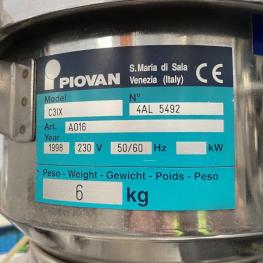 PIOVAN
S. Maria di Sala
Venezia (Italy)
CE
Model N°
C3IX 4AL 5492
Art. A016
Year
1998 230 V 50/60 Hz kW
Peso - Weight - Gewicht - Poids - Peso
6 kg